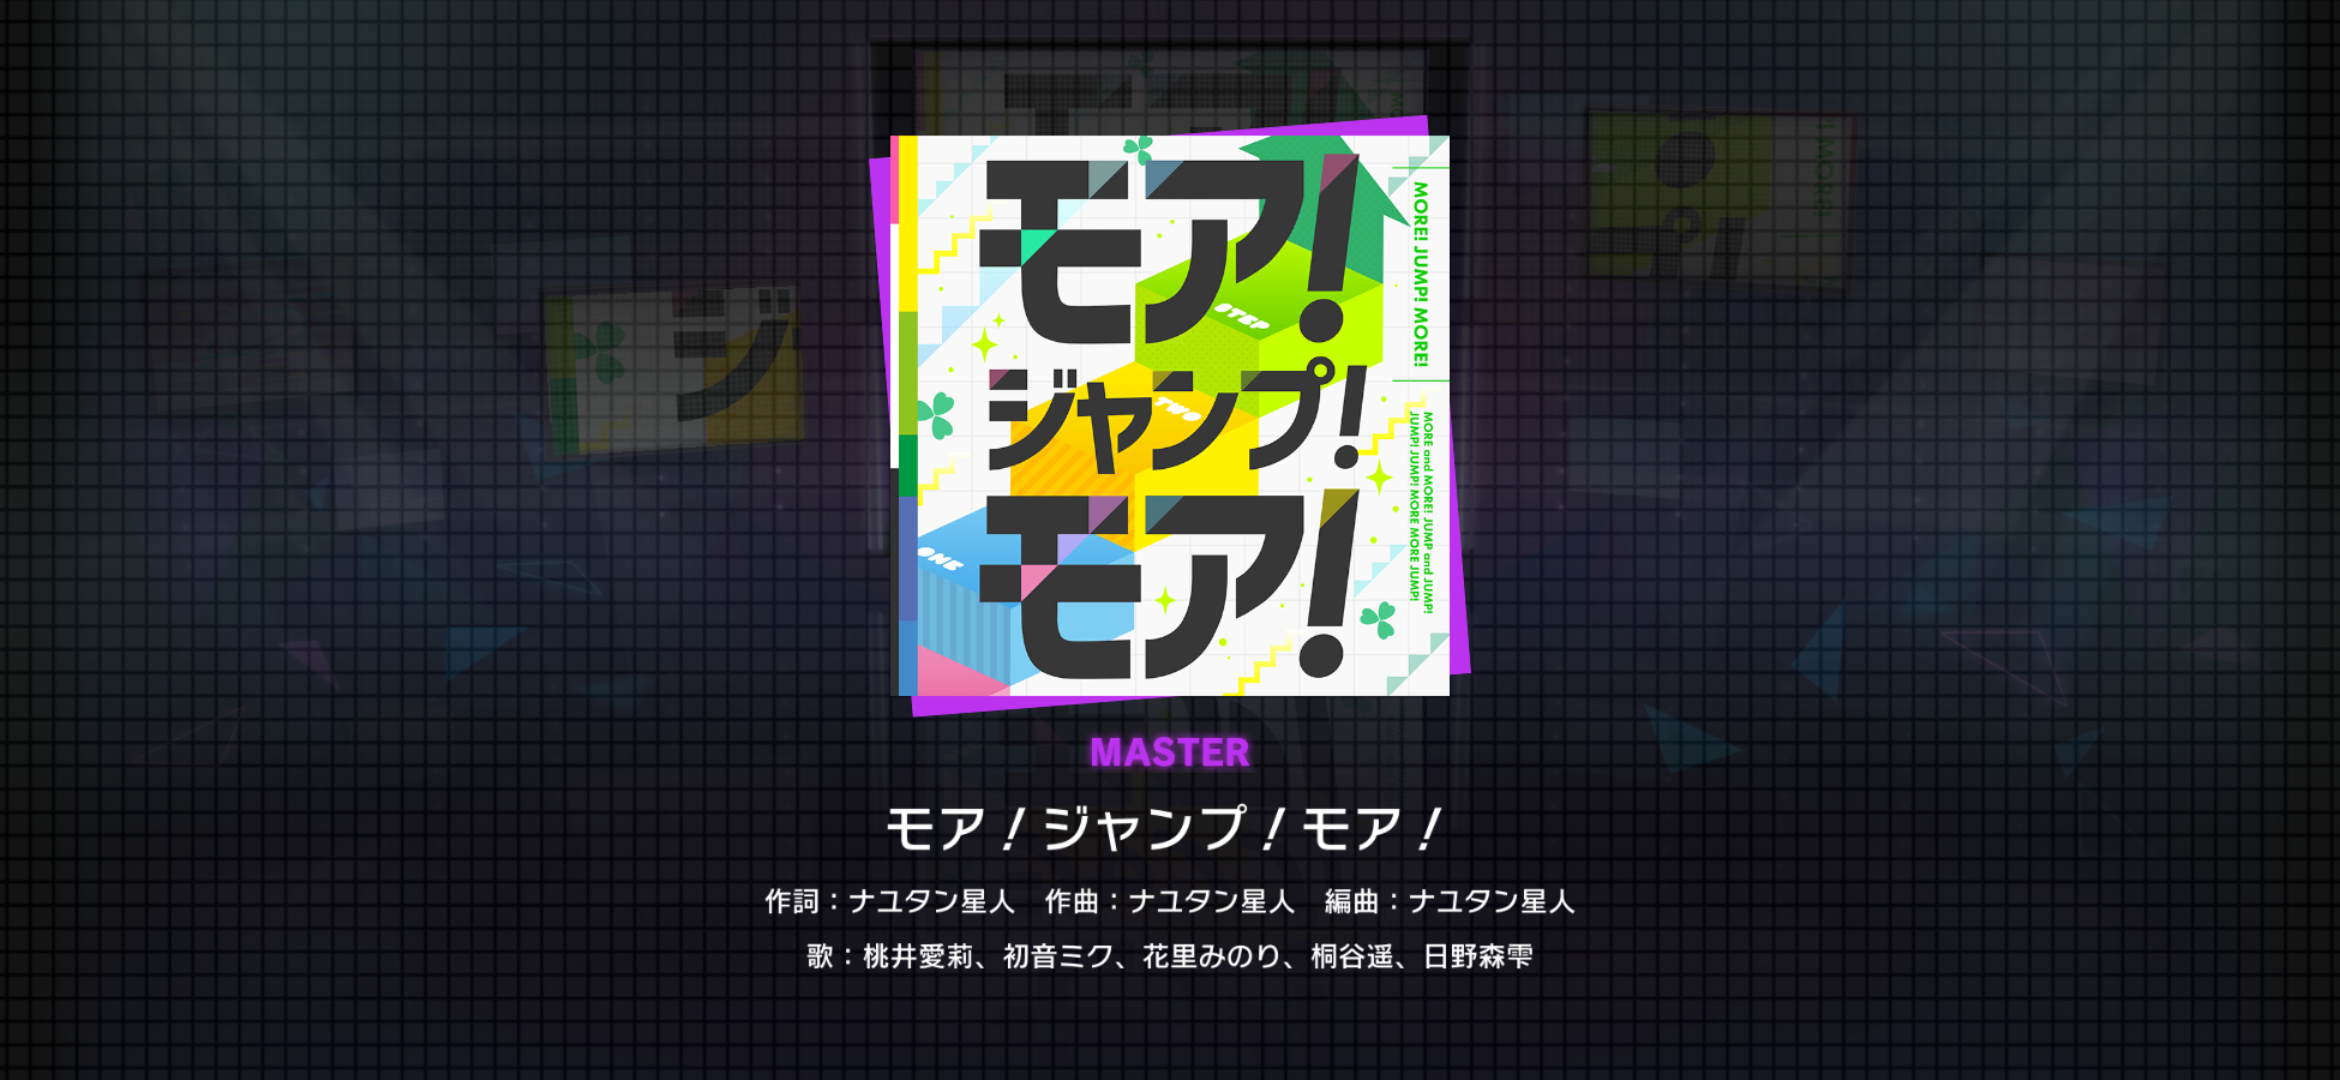 モア!
ジャンプ!
モア!
STEP
TWO
ONE
MORE! JUMP! MORE!
MORE and MORE! JUMP and JUMP!
JUMP! JUMP! MORE MORE JUMP!
ジ
MASTER
モア！ジャンプ！モア！
作詞：ナユタン星人　作曲：ナユタン星人　編曲：ナユタン星人
歌：桃井愛莉、初音ミク、花里みのり、桐谷遥、日野森雫